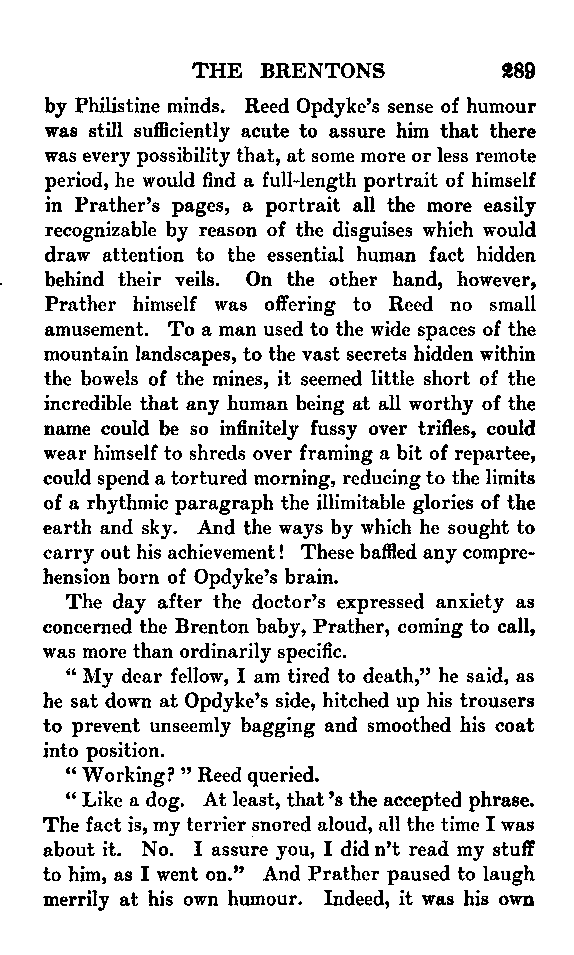 THE BRENTONS 289
by Philistine minds. Reed Opdyke's sense of humour
was still sufficiently acute to assure him that there
was every possibility that, at some more or less remote
period, he would find a full-length portrait of himself
in Prather's pages, a portrait all the more easily
recognizable by reason of the disguises which would
draw attention to the essential human fact hidden
behind their veils. On the other hand, however,
Prather himself was offering to Reed no small
amusement. To a man used to the wide spaces of the
mountain landscapes, to the vast secrets hidden within
the bowels of the mines, it seemed little short of the
incredible that any human being at all worthy of the
name could be so infinitely fussy over trifles, could
wear himself to shreds over framing a bit of repartee,
could spend a tortured morning, reducing to the limits
of a rhythmic paragraph the illimitable glories of the
earth and sky. And the ways by which he sought to
carry out his achievement! These baffled any compre-
hension born of Opdyke's brain.
The day after the doctor's expressed anxiety as
concerned the Brenton baby, Prather, coming to call,
was more than ordinarily specific.
" My dear fellow, I am tired to death," he said, as
he sat down at Opdyke's side, hitched up his trousers
to prevent unseemly bagging and smoothed his coat
into position.
" Working? " Reed queried.
" Like a dog. At least, that 's the accepted phrase.
The fact is, my terrier snored aloud, all the time I was
about it. No. I assure you, I did n't read my stuff
to him, as I went on." And Prather paused to laugh
merrily at his own humour. Indeed, it was his own